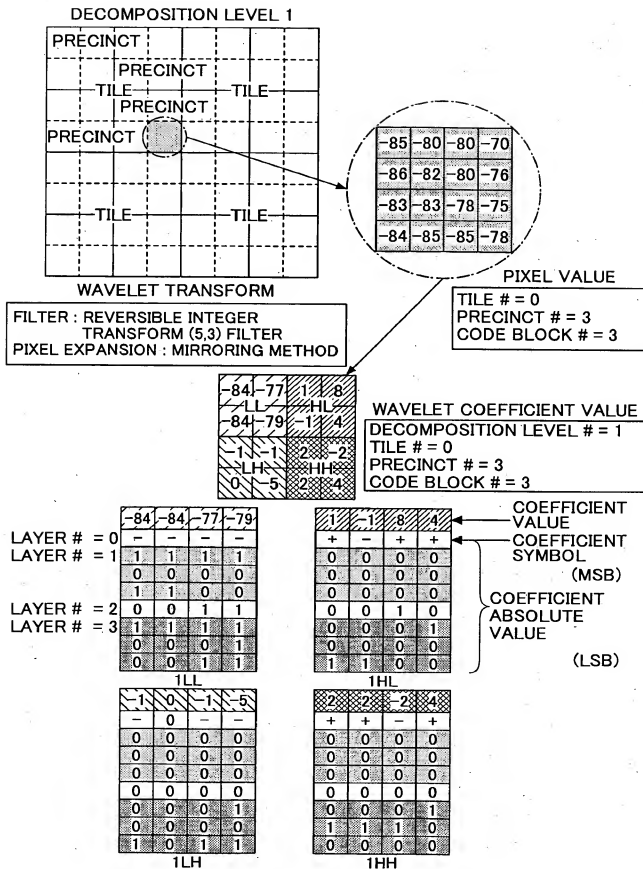 DECOMPOSITION LEVEL 1
PRECINCT
PRECINCT
TILE TILE
PRECINCT
PRECINCT
TILE TILE
WAVELET TRANSFORM
-85 -80 -80 -70
-86 -82 -80 -76
-83 -83 -78 -75
-84 -85 -85 -78
PIXEL VALUE
TILE # = 0
PRECINCT # = 3
CODE BLOCK # = 3
FILTER : REVERSIBLE INTEGER
TRANSFORM (5,3) FILTER
PIXEL EXPANSION : MIRRORING METHOD
-84 -77 1 8
LL HL
-84 -79 -1 4
-1 -1 2 -2
LH HH
0 -5 2 4
WAVELET COEFFICIENT VALUE
DECOMPOSITION LEVEL # = 1
TILE # = 0
PRECINCT # = 3
CODE BLOCK # = 3
-84 -84 -77 -79
LAYER # = 0 - - - -
LAYER # = 1 1 1 1 1
0 0 0 0
1 1 0 0
LAYER # = 2 0 0 1 1
LAYER # = 3 1 1 1 1
0 0 0 1
0 0 1 1
1LL
1 -1 8 4
+ - + +
0 0 0 0
0 0 0 0
0 0 0 0
0 0 1 0
0 0 0 1
0 0 0 0
1 1 0 0
1HL
COEFFICIENT
VALUE
COEFFICIENT
SYMBOL
(MSB)
COEFFICIENT
ABSOLUTE
VALUE
(LSB)
-1 0 -1 -5
- 0 - -
0 0 0 0
0 0 0 0
0 0 0 0
0 0 0 0
0 0 0 1
0 0 0 0
1 0 1 1
1LH
2 2 -2 4
+ + - +
0 0 0 0
0 0 0 0
0 0 0 0
0 0 0 0
0 0 0 1
1 1 1 0
0 0 0 0
1HH